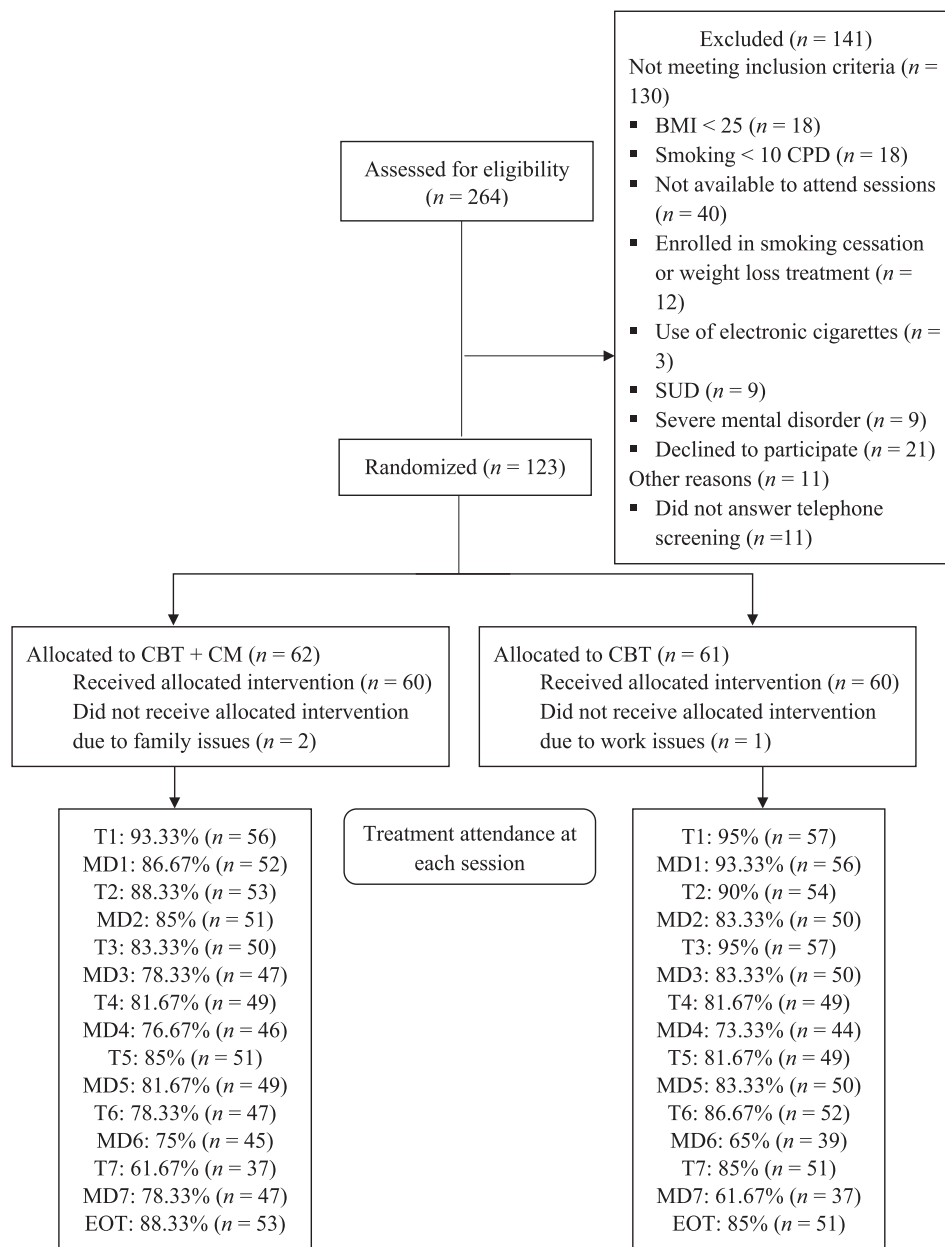 Excluded (n = 141)
Not meeting inclusion criteria (n =
130)
▪ BMI < 25 (n = 18)
▪ Smoking < 10 CPD (n = 18)
▪ Not available to attend sessions
(n = 40)
▪ Enrolled in smoking cessation
or weight loss treatment (n =
12)
▪ Use of electronic cigarettes (n =
3)
▪ SUD (n = 9)
▪ Severe mental disorder (n = 9)
▪ Declined to participate (n = 21)
Other reasons (n = 11)
▪ Did not answer telephone
screening (n =11)
Assessed for eligibility
(n = 264)
Randomized (n = 123)
Allocated to CBT + CM (n = 62)
Received allocated intervention (n = 60)
Did not receive allocated intervention
due to family issues (n = 2)
Allocated to CBT (n = 61)
Received allocated intervention (n = 60)
Did not receive allocated intervention
due to work issues (n = 1)
T1: 93.33% (n = 56)
MD1: 86.67% (n = 52)
T2: 88.33% (n = 53)
MD2: 85% (n = 51)
T3: 83.33% (n = 50)
MD3: 78.33% (n = 47)
T4: 81.67% (n = 49)
MD4: 76.67% (n = 46)
T5: 85% (n = 51)
MD5: 81.67% (n = 49)
T6: 78.33% (n = 47)
MD6: 75% (n = 45)
T7: 61.67% (n = 37)
MD7: 78.33% (n = 47)
EOT: 88.33% (n = 53)
Treatment attendance at
each session
T1: 95% (n = 57)
MD1: 93.33% (n = 56)
T2: 90% (n = 54)
MD2: 83.33% (n = 50)
T3: 95% (n = 57)
MD3: 83.33% (n = 50)
T4: 81.67% (n = 49)
MD4: 73.33% (n = 44)
T5: 81.67% (n = 49)
MD5: 83.33% (n = 50)
T6: 86.67% (n = 52)
MD6: 65% (n = 39)
T7: 85% (n = 51)
MD7: 61.67% (n = 37)
EOT: 85% (n = 51)